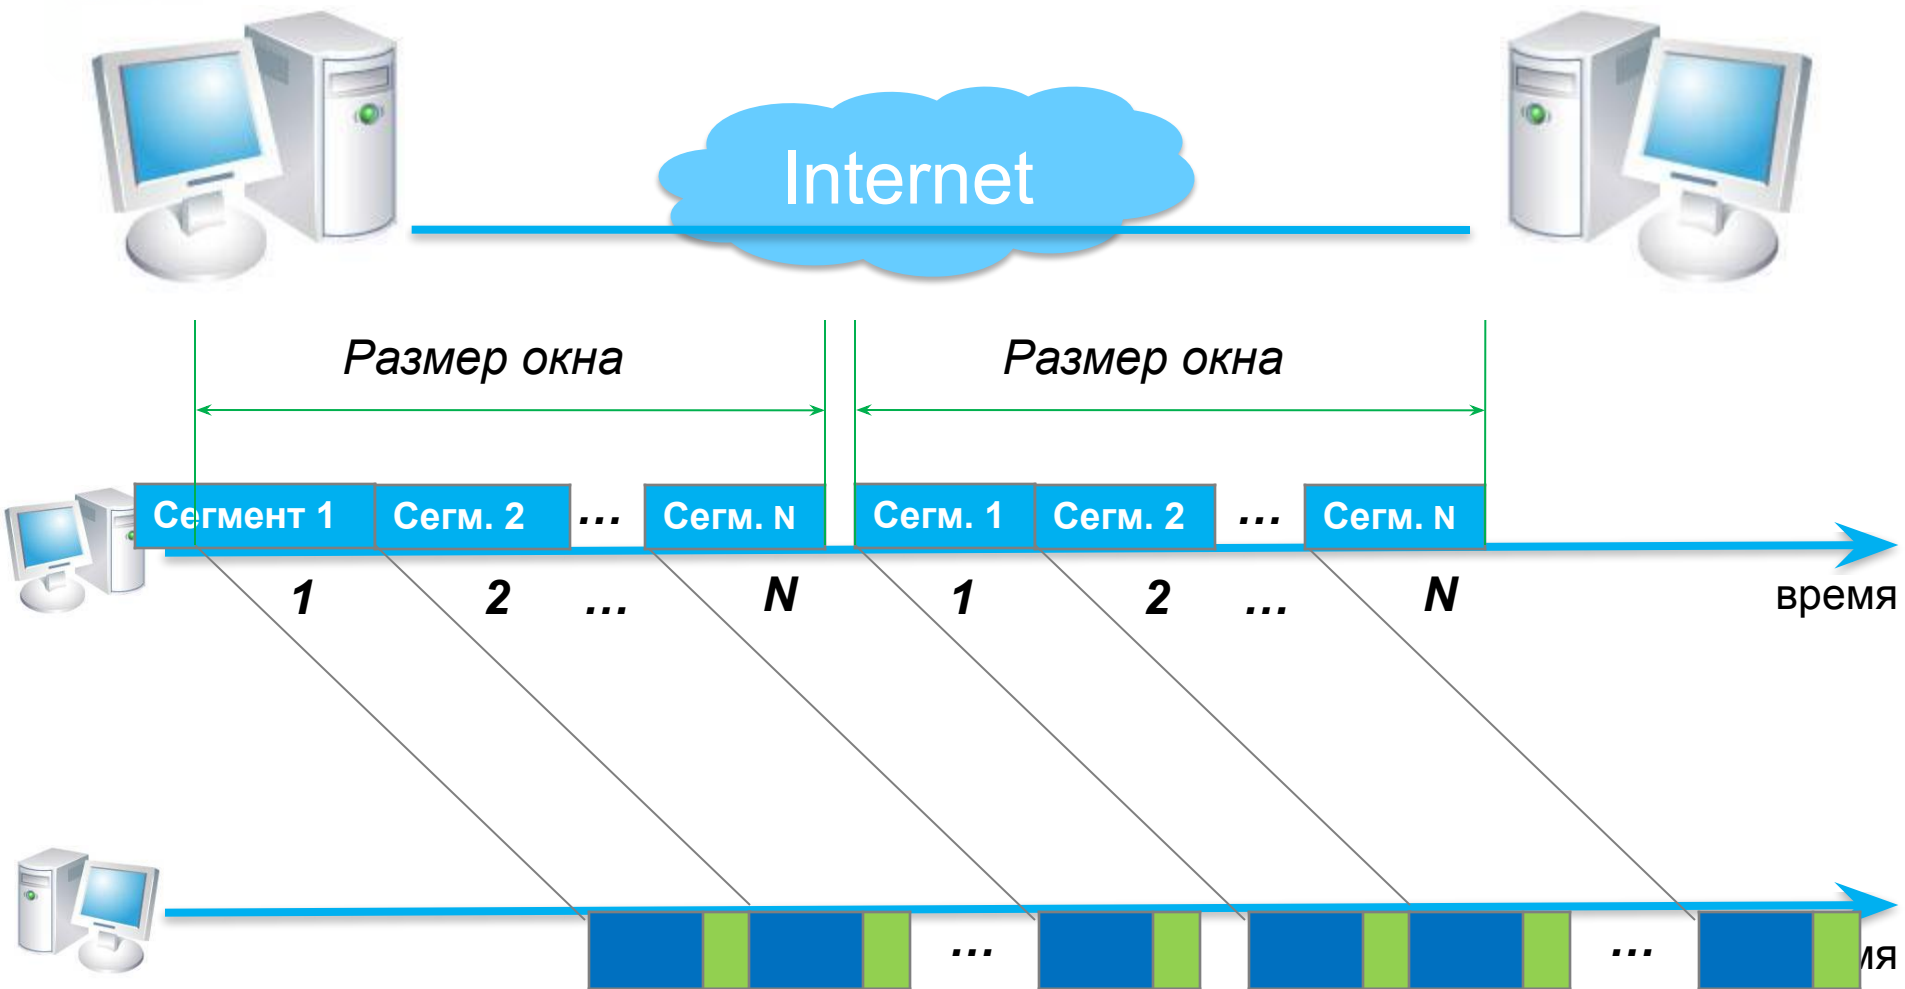 Internet
Размер окна Размер окна
Сегмент 1 Сегм. 2 ... Сегм. N Сегм. 1 Сегм. 2 ... Сегм. N
1 2 ... N 1 2 ... N
время
... ...